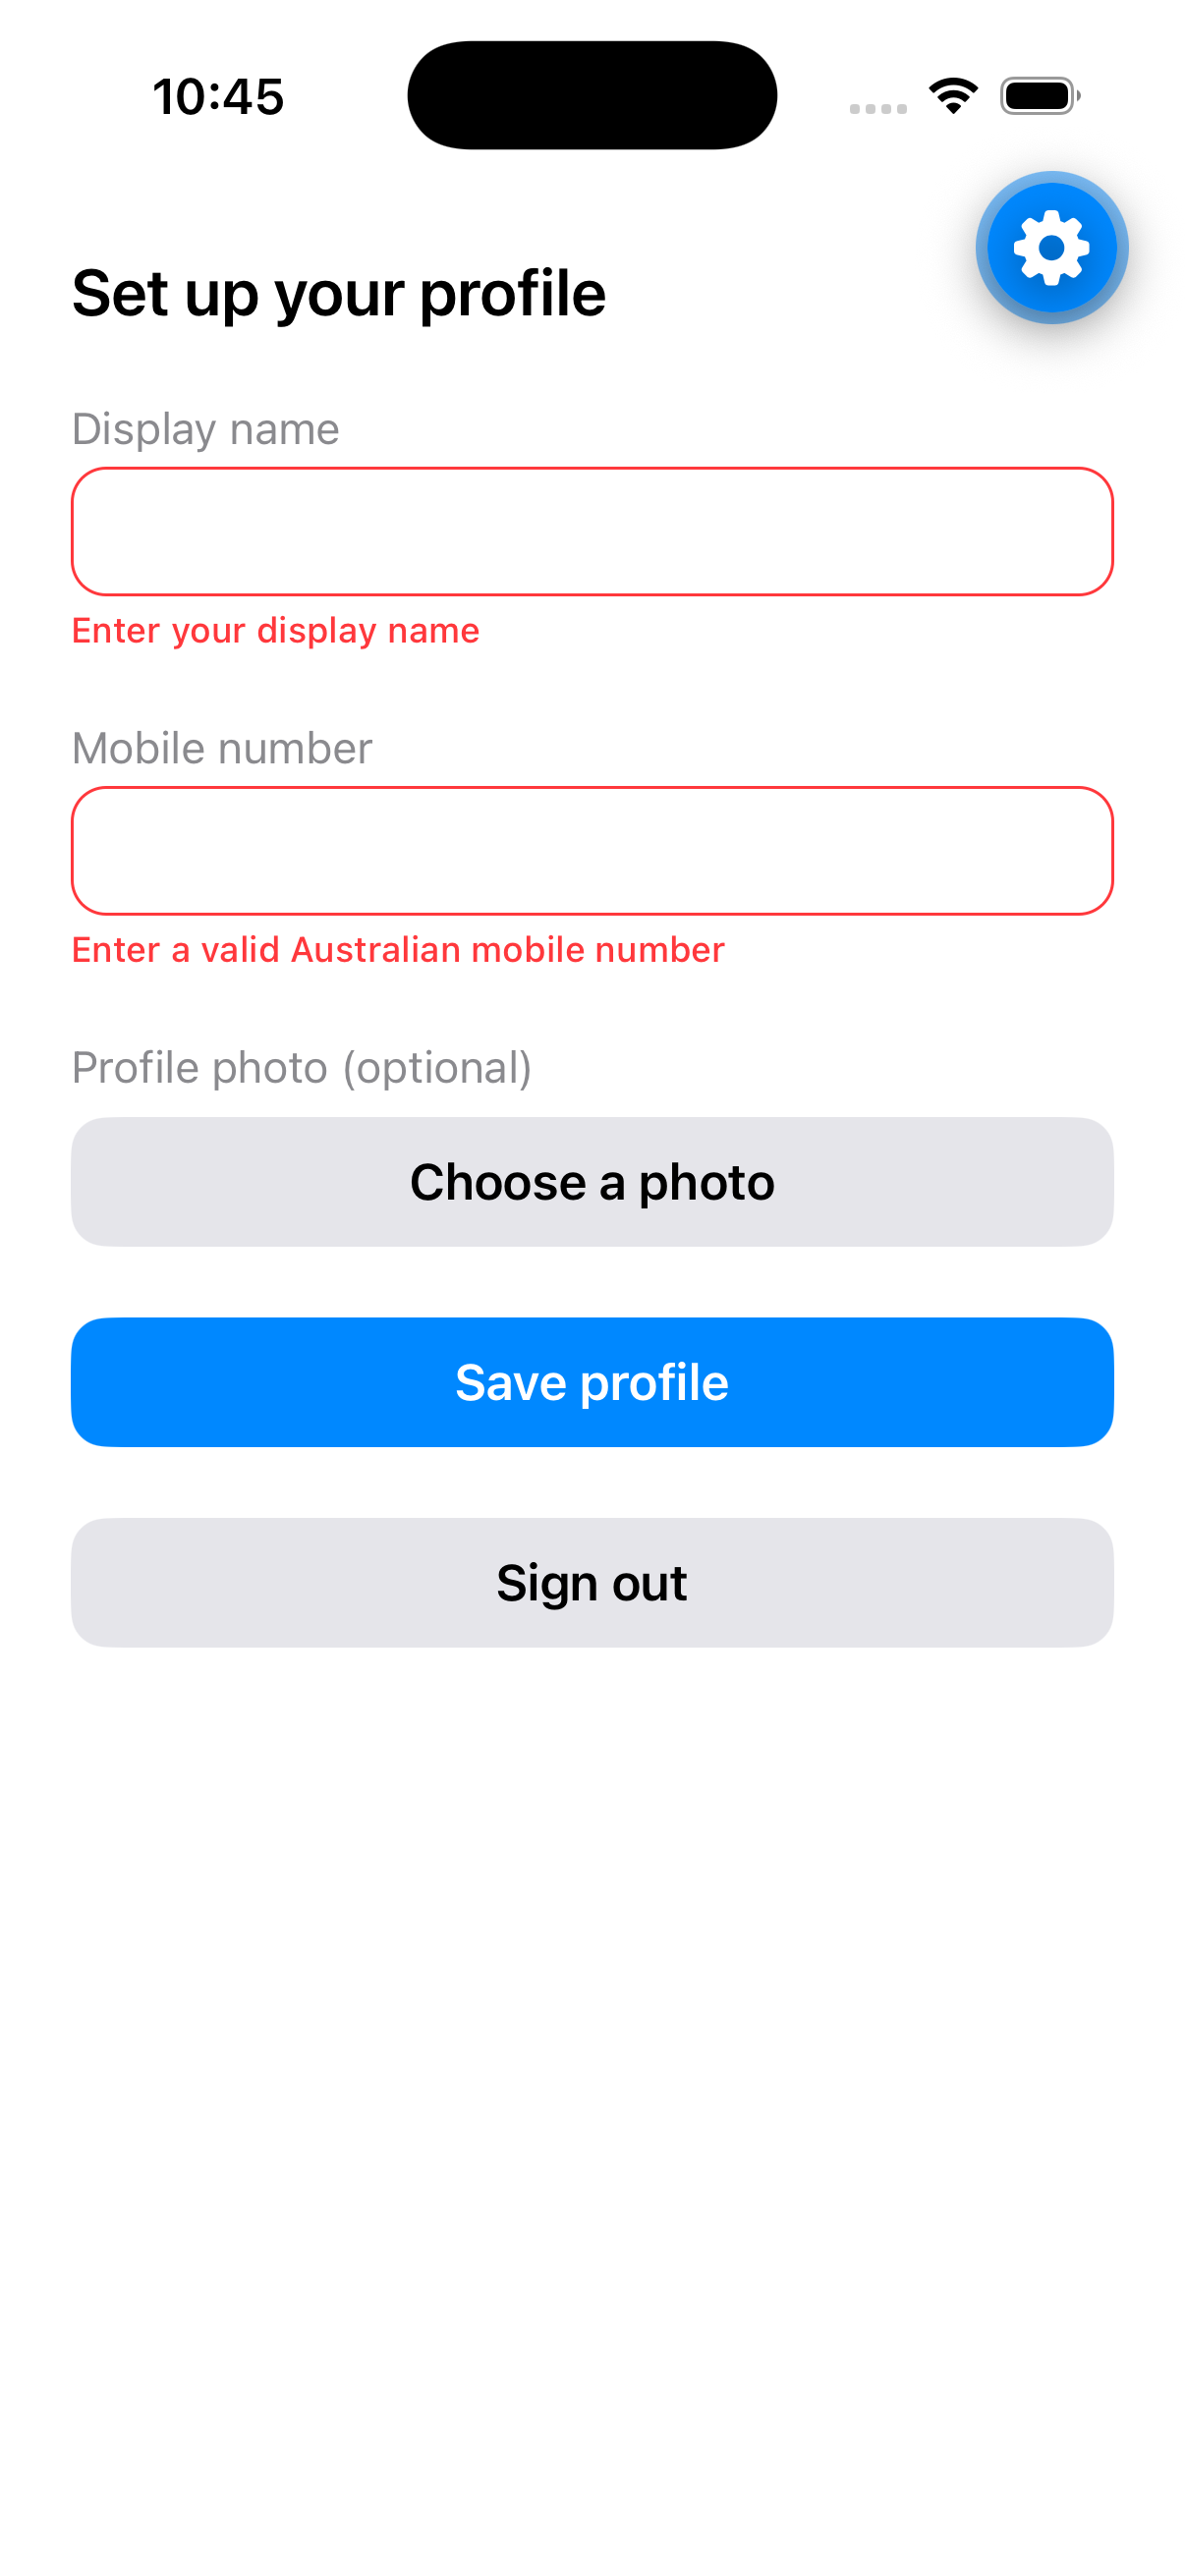 10:45
Set up your profile
Display name
Enter your display name
Mobile number
Enter a valid Australian mobile number
Profile photo (optional)
Choose a photo
Save profile
Sign out